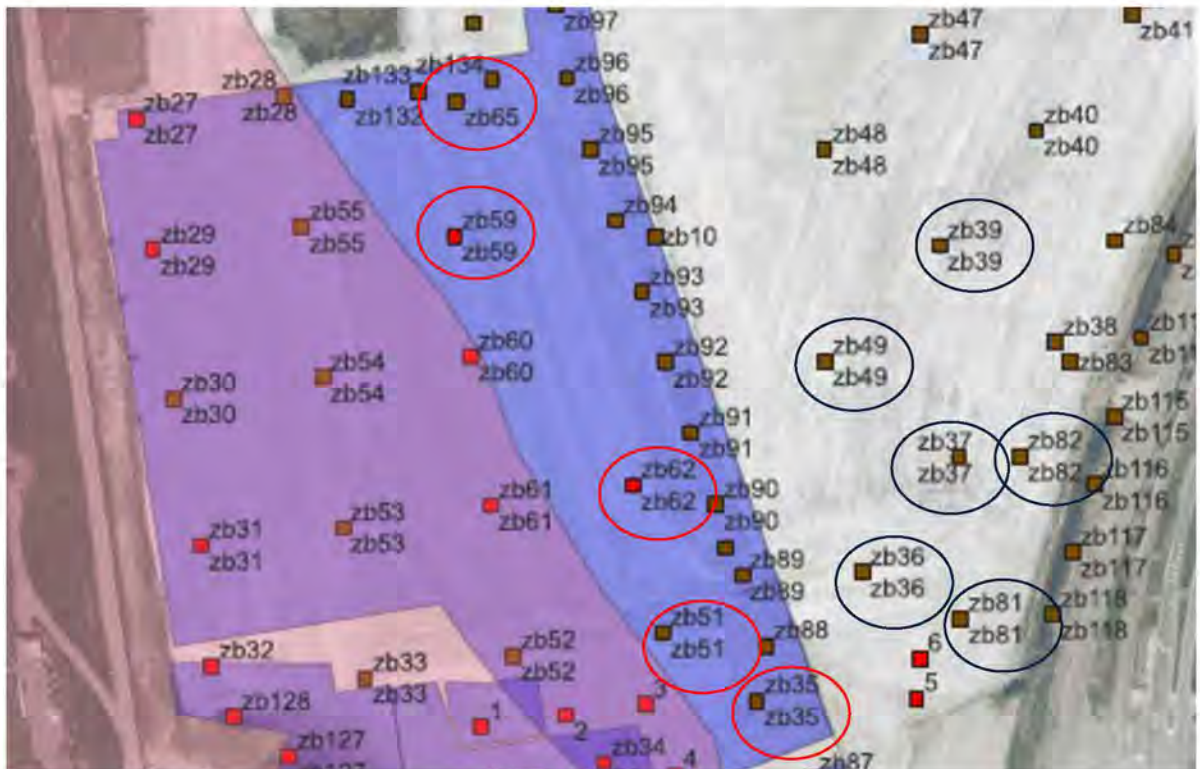 zb97
zb47
zb47
zb41
zb28
zb28
zb133
zb132
zb134
zb96
zb96
zb65
zb27
zb27
zb95
zb95
zb48
zb48
zb40
zb40
zb55
zb55
zb59
zb59
zb94
zb10
zb29
zb29
zb39
zb39
zb84
zb93
zb93
zb60
zb60
zb92
zb92
zb49
zb49
zb38
zb83
zb54
zb54
zb30
zb30
zb91
zb91
zb115
zb115
zb37
zb37
zb82
zb82
zb62
zb62
zb116
zb116
zb61
zb61
zb90
zb90
zb53
zb53
zb31
zb31
zb89
zb89
zb36
zb36
zb117
zb117
zb81
zb81
zb118
zb118
zb51
zb51
zb88
zb52
zb52
zb32
zb33
zb33
6
zb35
zb35
5
3
zb128
1
2
zb127
zb34
4
zb87